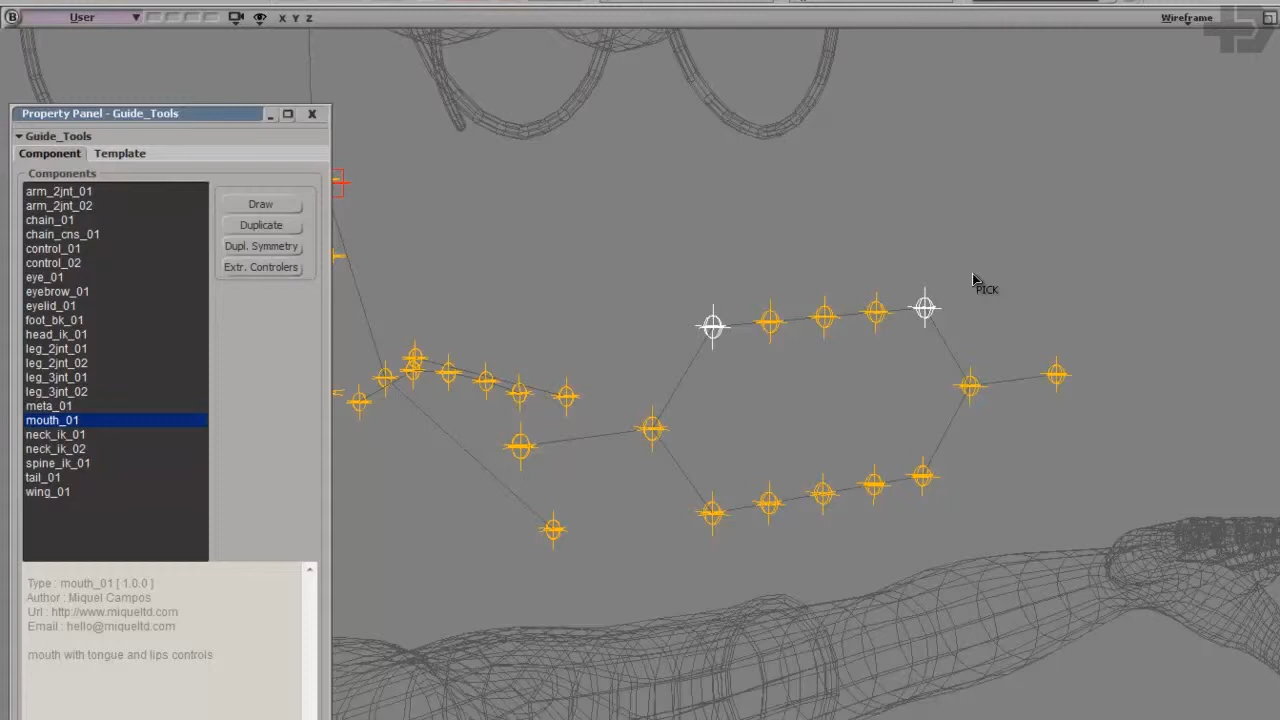 B User X Y Z Wireframe
Property Panel - Guide_Tools
Guide_Tools
Component Template
Components
arm_2jnt_01
arm_2jnt_02
chain_01
chain_cns_01
control_01
control_02
eye_01
eyebrow_01
eyelid_01
foot_bk_01
head_ik_01
leg_2jnt_01
leg_2jnt_02
leg_3jnt_01
leg_3jnt_02
meta_01
mouth_01
neck_ik_01
neck_ik_02
spine_ik_01
tail_01
wing_01
Draw
Duplicate
Dupl. Symmetry
Extr. Controlers
PICK
Type : mouth_01 [ 1.0.0 ]
Author : Miquel Campos
Url : http://www.miqueltd.com
Email : hello@miqueltd.com
mouth with tongue and lips controls